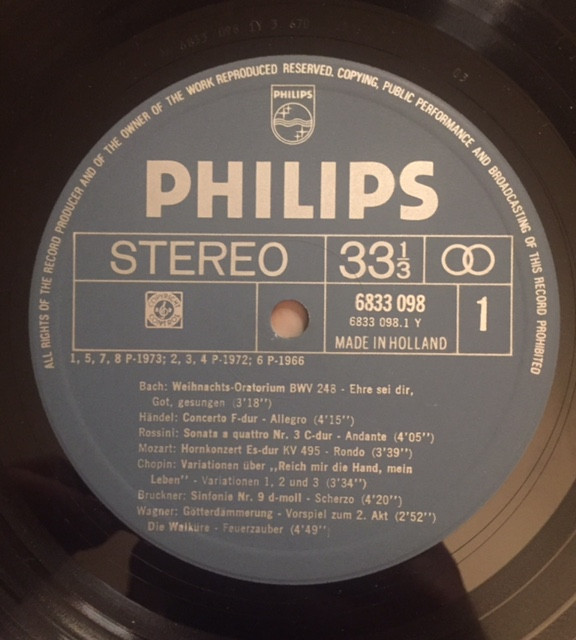 ALL RIGHTS OF THE RECORD PRODUCER AND OF THE OWNER OF THE WORK REPRODUCED RESERVED. COPYING, PUBLIC PERFORMANCE AND BROADCASTING OF THIS RECORD PROHIBITED
PHILIPS
PHILIPS
STEREO
33 1/3
6833 098
6833 098.1 Y
1
MADE IN HOLLAND
1, 5, 7, 8 P-1973; 2, 3, 4 P-1972; 6 P-1966
Bach: Weihnachts-Oratorium BWV 248 - Ehre sei dir,
Got, gesungen (3'18'')
Händel: Concerto F-dur - Allegro (4'15'')
Rossini: Sonata a quattro Nr. 3 C-dur - Andante (4'05'')
Mozart: Hornkonzert Es-dur KV 495 - Rondo (3'39'')
Chopin: Variationen über ,,Reich mir die Hand, mein
Leben'' - Variationen 1, 2 und 3 (3'34'')
Bruckner: Sinfonie Nr. 9 d-moll - Scherzo (4'20'')
Wagner: Götterdämmerung - Vorspiel zum 2. Akt (2'52'')
Die Walküre - Feuerzauber (4'49'')